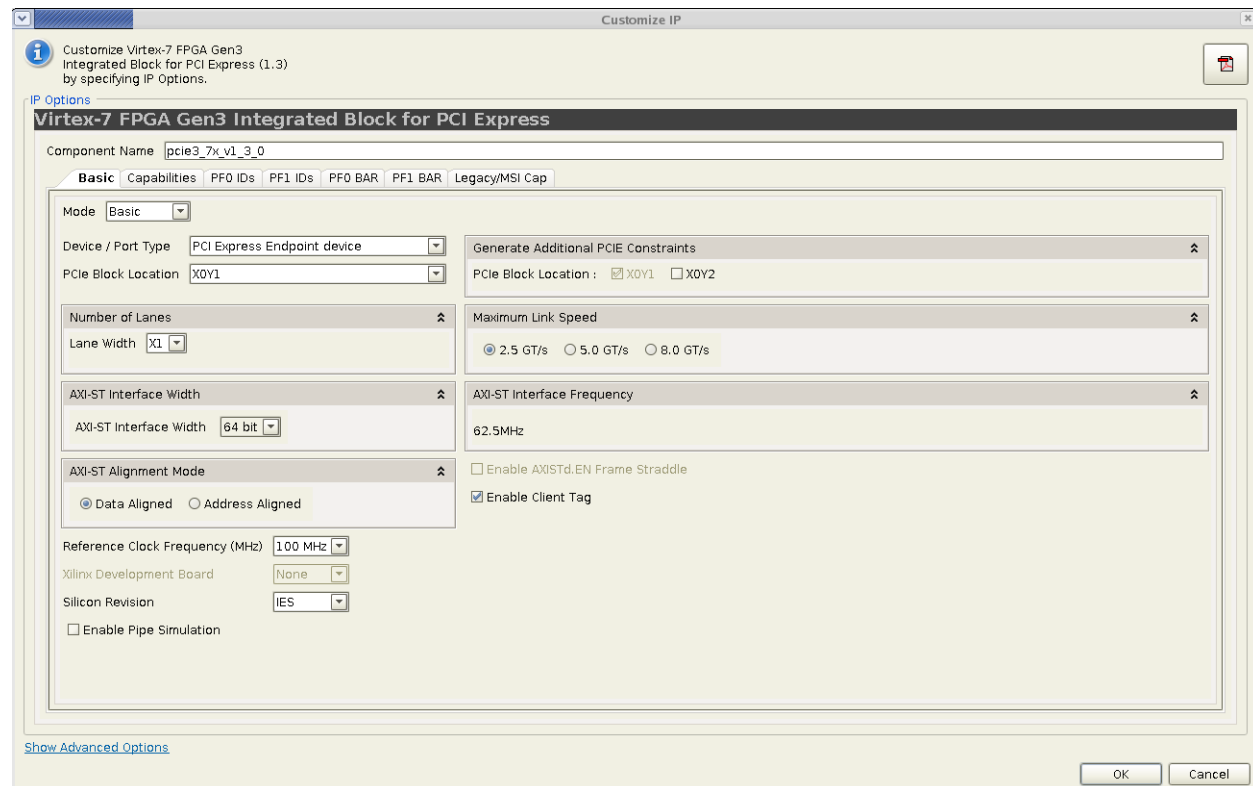 Customize IP
Customize Virtex-7 FPGA Gen3
Integrated Block for PCI Express (1.3)
by specifying IP Options.
IP Options
Virtex-7 FPGA Gen3 Integrated Block for PCI Express
Component Name pcie3_7x_v1_3_0
Basic Capabilities PF0 IDs PF1 IDs PF0 BAR PF1 BAR Legacy/MSI Cap
Mode Basic
Device / Port Type PCI Express Endpoint device
PCIe Block Location X0Y1
Generate Additional PCIE Constraints
PCIe Block Location : X0Y1 X0Y2
Number of Lanes
Lane Width X1
Maximum Link Speed
2.5 GT/s 5.0 GT/s 8.0 GT/s
AXI-ST Interface Width
AXI-ST Interface Width 64 bit
AXI-ST Interface Frequency
62.5MHz
AXI-ST Alignment Mode
Data Aligned Address Aligned
Enable AXISTd.EN Frame Straddle
Enable Client Tag
Reference Clock Frequency (MHz) 100 MHz
Xilinx Development Board None
Silicon Revision IES
Enable Pipe Simulation
Show Advanced Options
OK Cancel